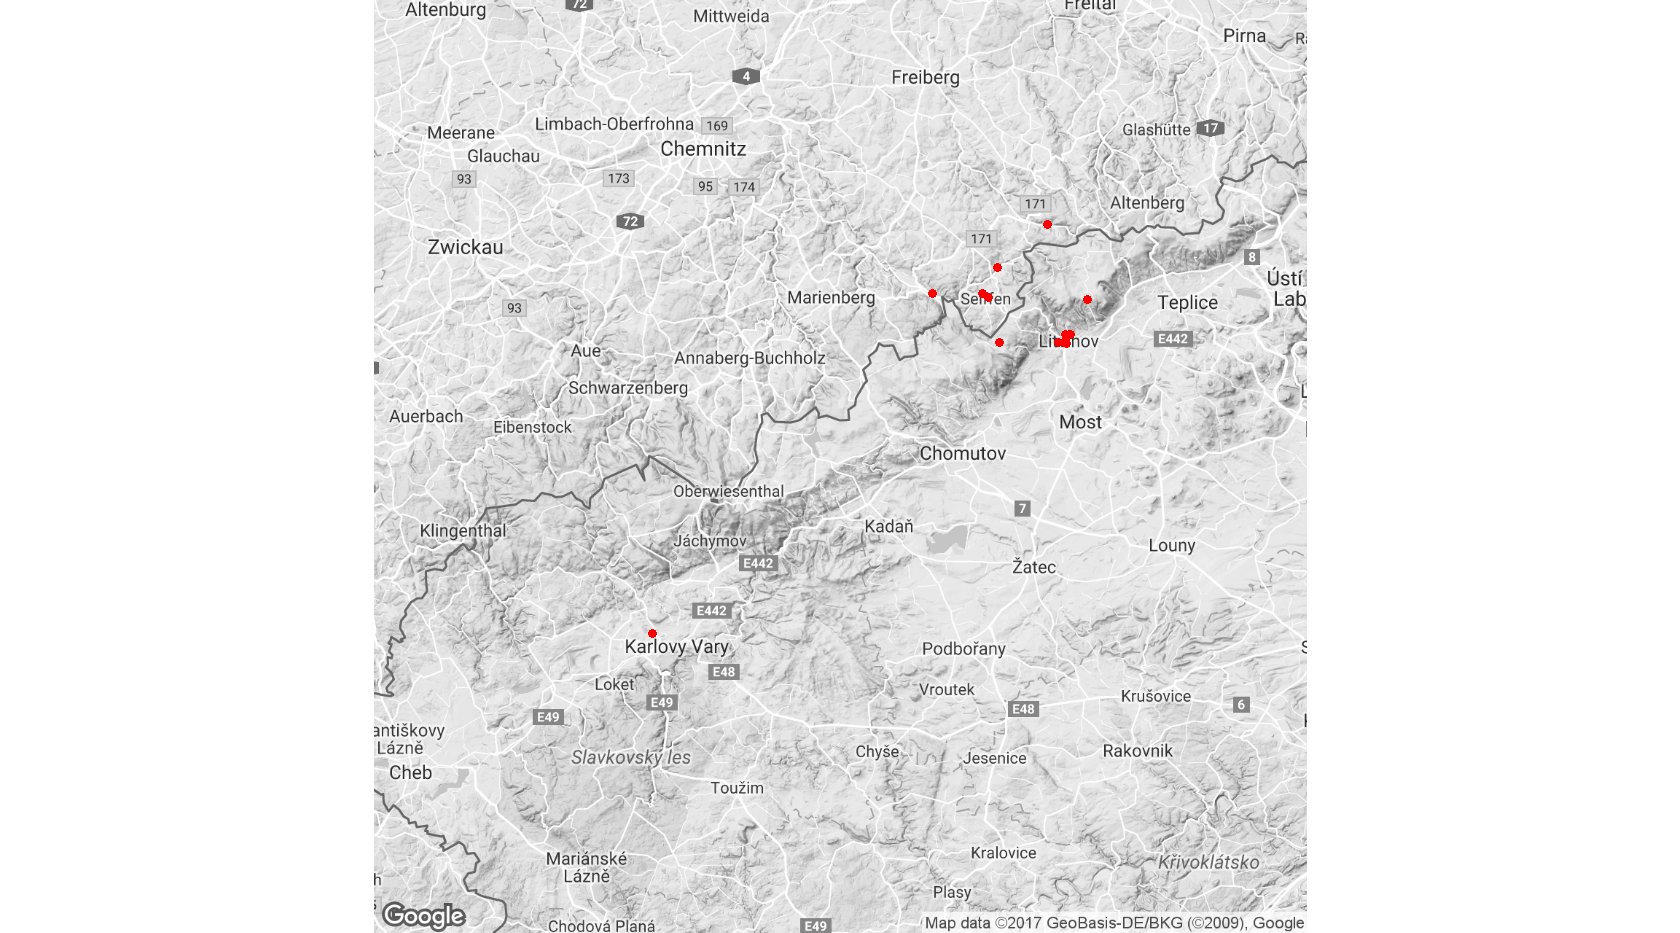 Altenburg
72
Mittweida
Freital
Pirna
4
Freiberg
Limbach-Oberfrohna
169
Meerane
Glashütte
17
Chemnitz
Glauchau
93
173
95
174
171
Altenberg
72
Zwickau
171
8
Ústí
Lab
Marienberg
Seiffen
Teplice
93
E442
Litvínov
Aue
Annaberg-Buchholz
Schwarzenberg
Auerbach
Eibenstock
Most
Chomutov
Oberwiesenthal
7
Klingenthal
Kadaň
Jáchymov
Louny
E442
Žatec
E442
Karlovy Vary
Podbořany
E48
Loket
Vroutek
Krušovice
E49
E49
E48
6
antiškovy
Lázně
Slavkovský les
Chyše
Jesenice
Rakovník
Cheb
Toužim
Kralovice
Mariánské
Lázně
Křivoklátsko
Plasy
Google
Chodová Planá
E49
Map data ©2017 GeoBasis-DE/BKG (©2009), Google